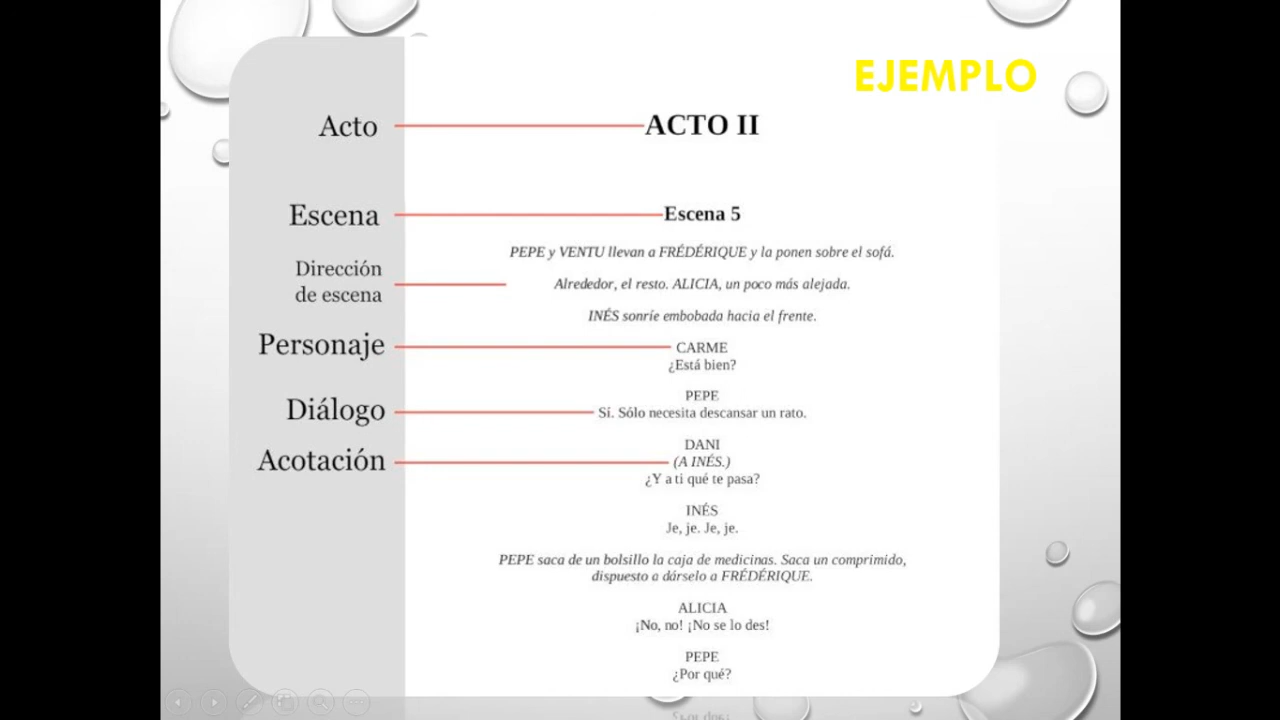 EJEMPLO
Acto
ACTO II
Escena
Escena 5
PEPE y VENTU llevan a FRÉDÉRIQUE y la ponen sobre el sofá.
Dirección
de escena
Alrededor, el resto. ALICIA, un poco más alejada.
INÉS sonríe embobada hacia el frente.
Personaje
CARME
¿Está bien?
PEPE
Diálogo
Sí. Sólo necesita descansar un rato.
DANI
Acotación
(A INÉS.)
¿Y a ti qué te pasa?
INÉS
Je, je. Je, je.
PEPE saca de un bolsillo la caja de medicinas. Saca un comprimido,
dispuesto a dárselo a FRÉDÉRIQUE.
ALICIA
¡No, no! ¡No se lo des!
PEPE
¿Por qué?